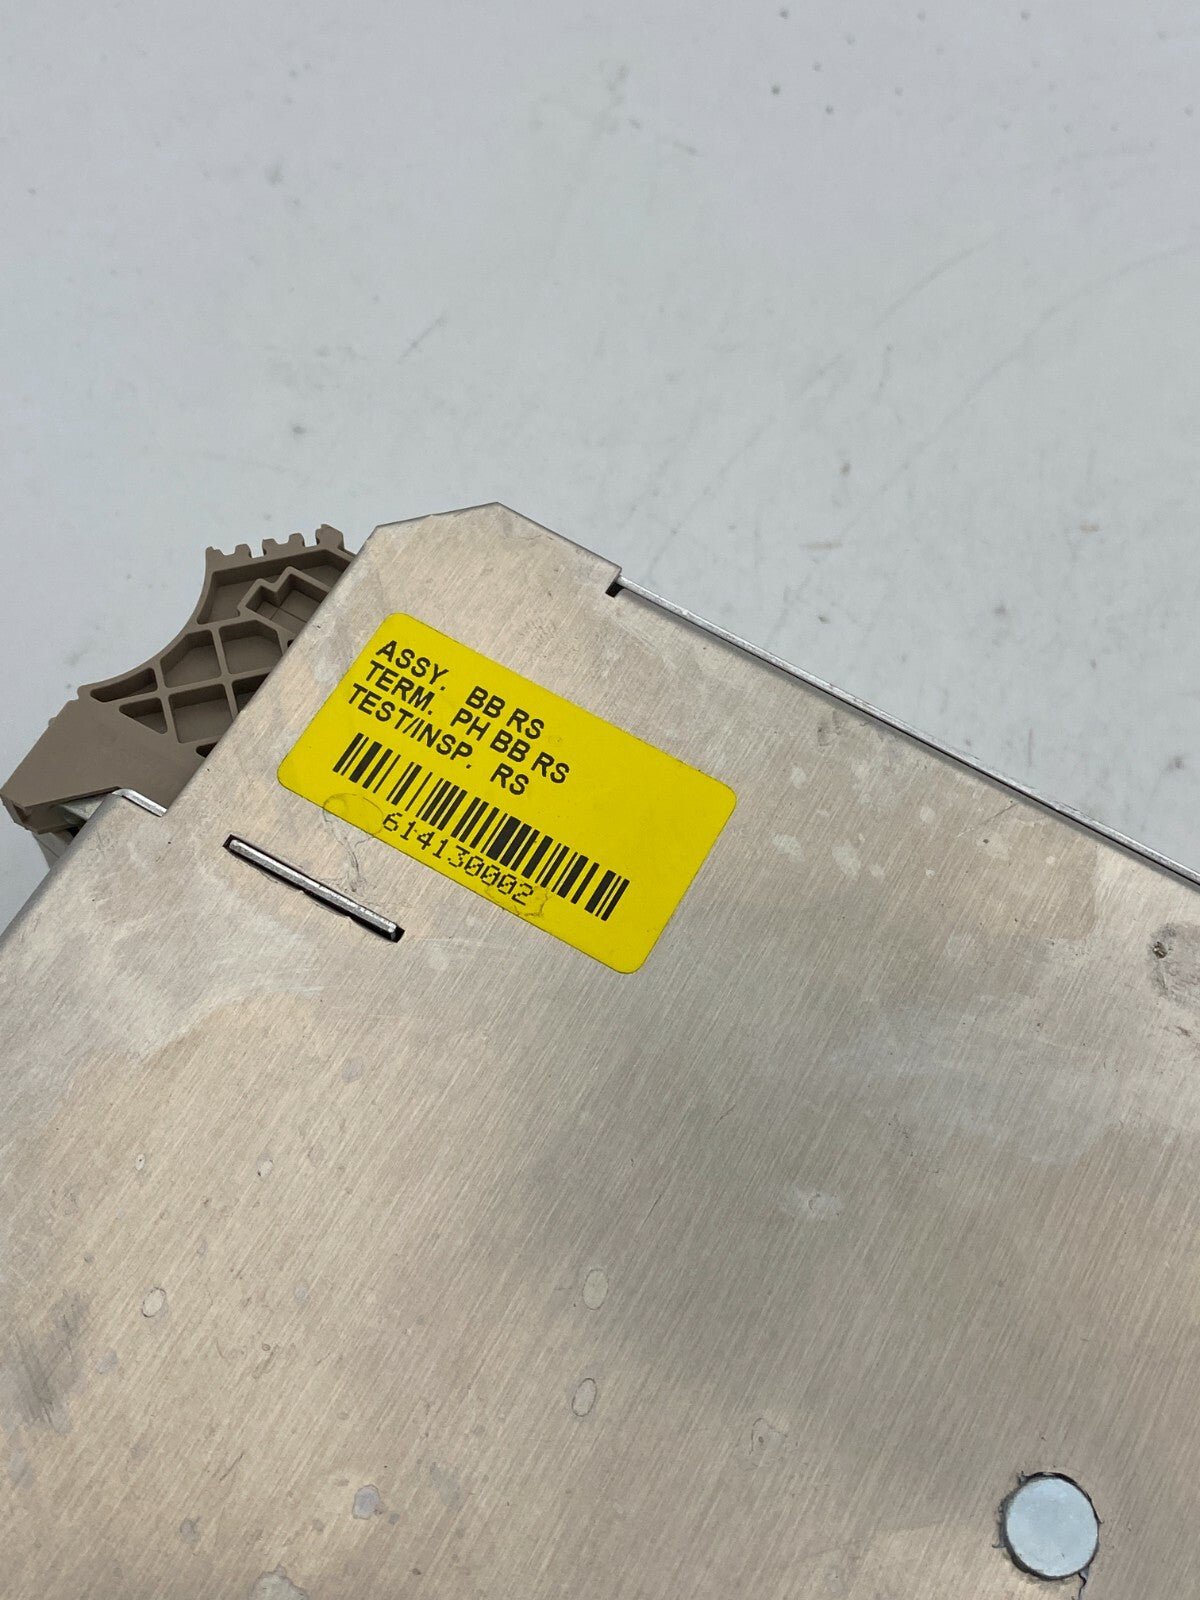 ASSY. BB RS
TERM. PH BB RS
TEST/INSP. RS
614130002